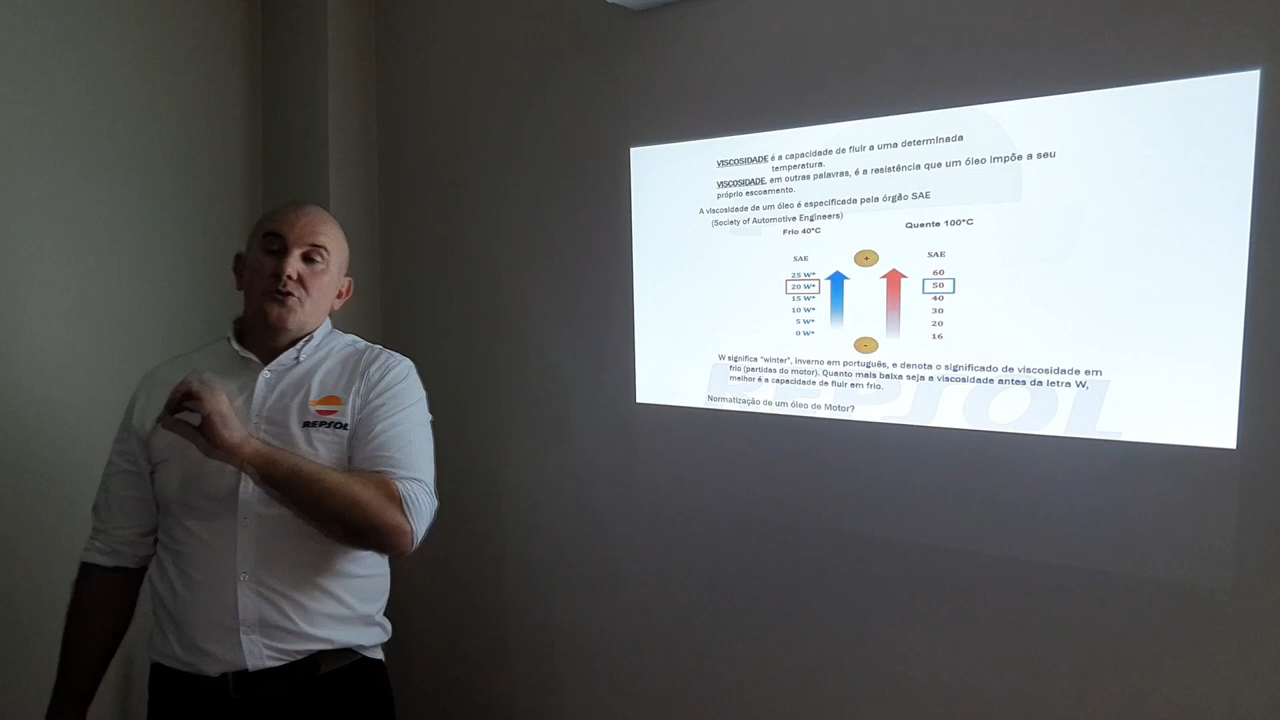 VISCOSIDADE é a capacidade de fluir a uma determinada
temperatura.
VISCOSIDADE, em outras palavras, é a resistência que um óleo impõe a seu
próprio escoamento.
A viscosidade de um óleo é especificada pela órgão SAE
(Society of Automotive Engineers)
Frio 40°C
Quente 100°C
SAE
25 W*
20 W*
15 W*
10 W*
5 W*
0 W*
+
-
SAE
60
50
40
30
20
16
W significa "winter", inverno em português, e denota o significado de viscosidade em
frio (partidas do motor). Quanto mais baixa seja a viscosidade antes da letra W,
melhor é a capacidade de fluir em frio.
Normatização de um óleo de Motor?
REPSOL
REPSOL